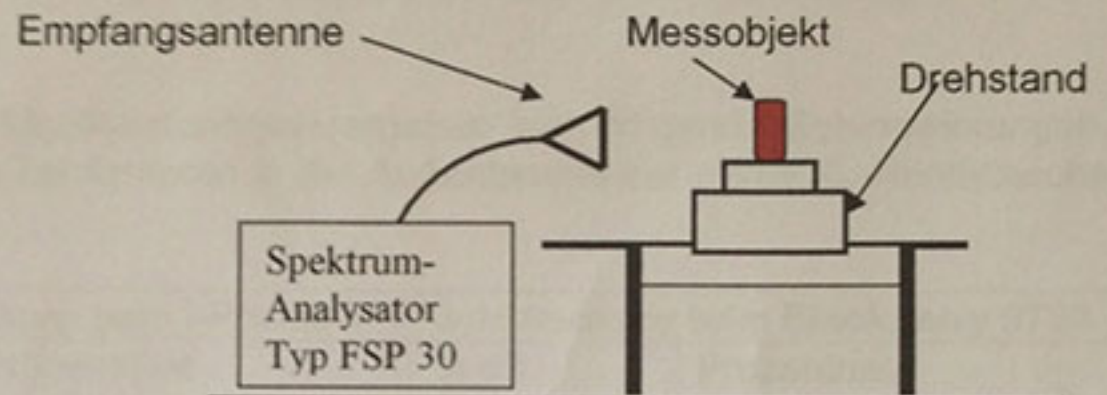 Empfangsantenne
Messobjekt
Drehstand
Spektrum-
Analysator
Typ FSP 30